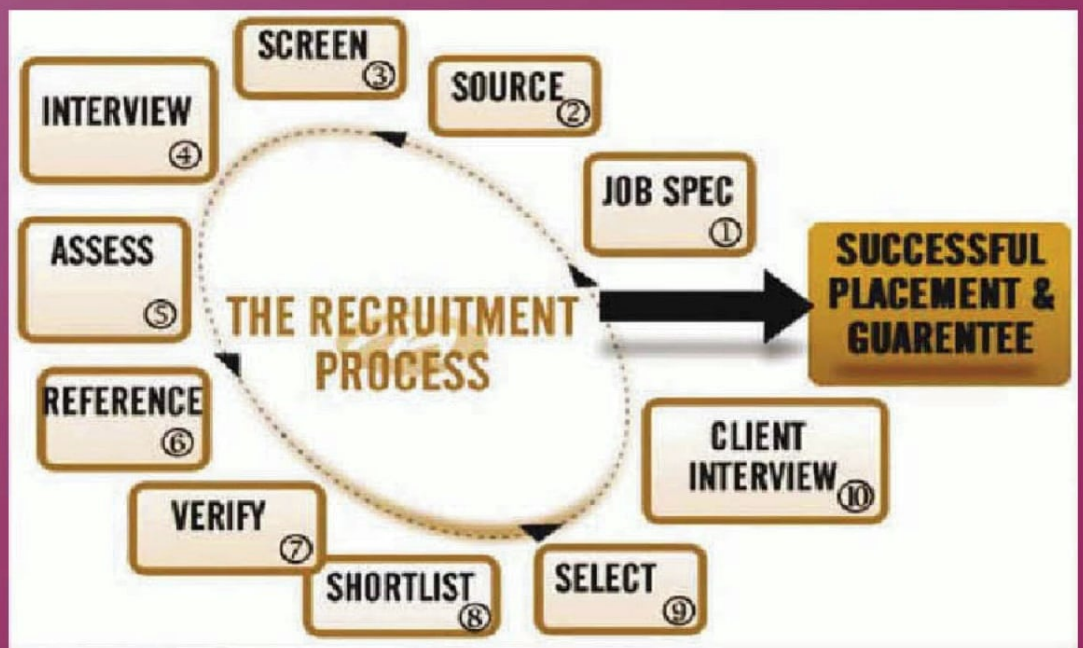 THE RECRUITMENT
PROCESS
JOB SPEC
①
SOURCE
②
SCREEN
③
INTERVIEW
④
ASSESS
⑤
REFERENCE
⑥
VERIFY
⑦
SHORTLIST
⑧
SELECT
⑨
CLIENT
INTERVIEW
⑩
SUCCESSFUL
PLACEMENT &
GUARENTEE